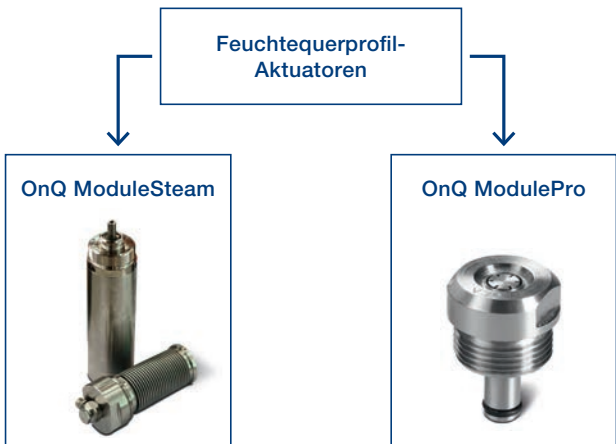 Feuchtequerprofil-
Aktuatoren
OnQ ModuleSteam
OnQ ModulePro